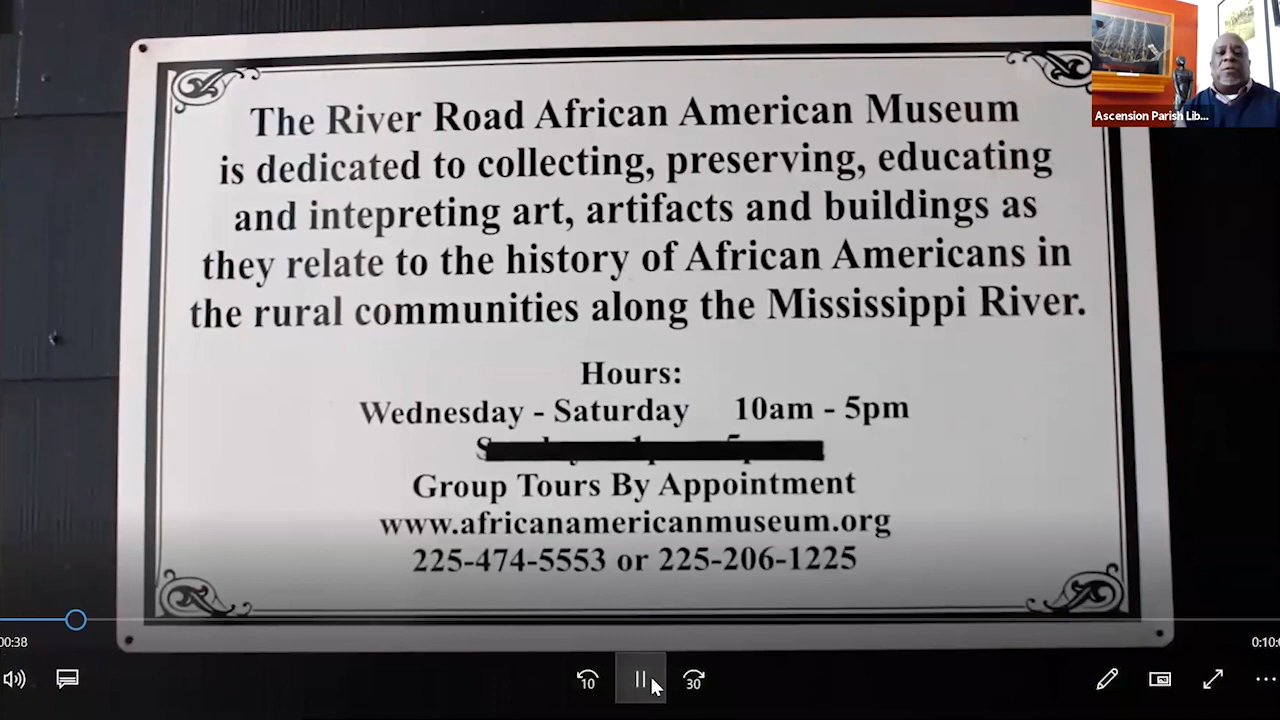 The River Road African American Museum
is dedicated to collecting, preserving, educating
and intepreting art, artifacts and buildings as
they relate to the history of African Americans in
the rural communities along the Mississippi River.
Hours:
Wednesday - Saturday 10am - 5pm
Group Tours By Appointment
www.africanamericanmuseum.org
225-474-5553 or 225-206-1225
Ascension Parish Lib...
00:38
0:10:
10
30